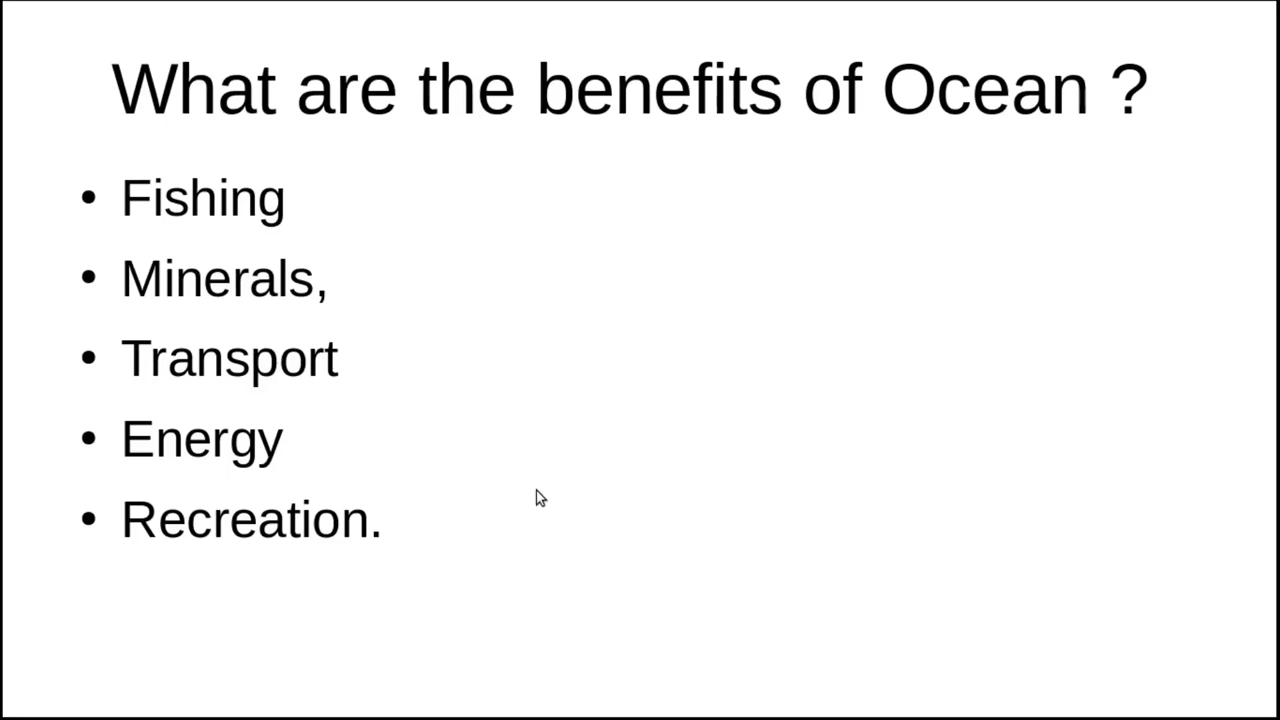 What are the benefits of Ocean ?
• Fishing
• Minerals,
• Transport
• Energy
• Recreation.